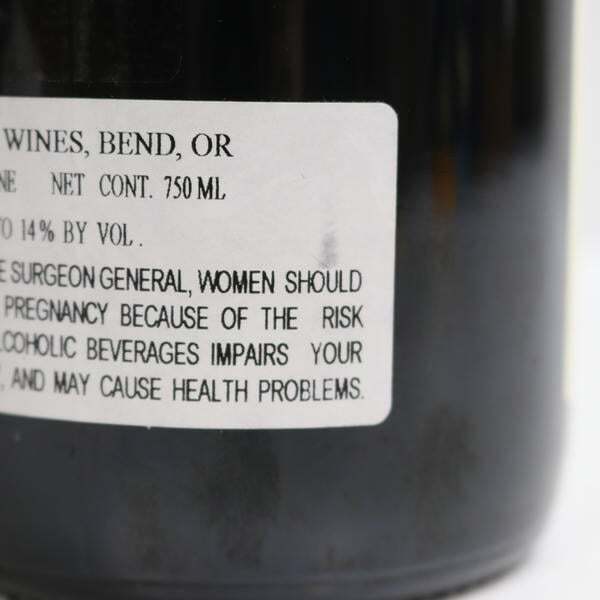 WINES, BEND, OR
NE NET CONT. 750 ML
TO 14% BY VOL.
E SURGEON GENERAL, WOMEN SHOULD
PREGNANCY BECAUSE OF THE RISK
LCOHOLIC BEVERAGES IMPAIRS YOUR
, AND MAY CAUSE HEALTH PROBLEMS.